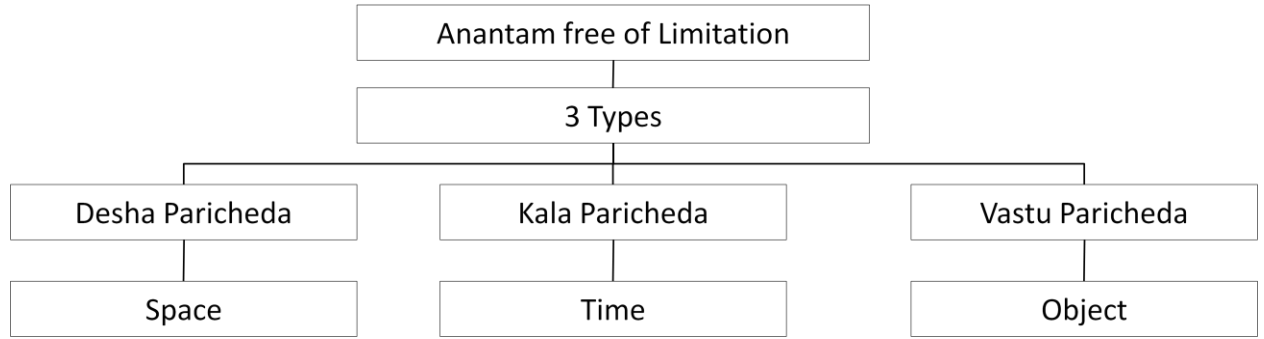 Anantam free of Limitation
3 Types
Desha Paricheda
Kala Paricheda
Vastu Paricheda
Space
Time
Object